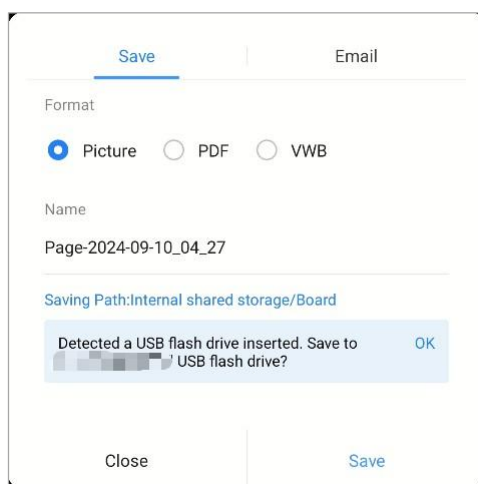 Save Email
Format
Picture PDF VWB
Name
Page-2024-09-10_04_27
Saving Path:Internal shared storage/Board
Detected a USB flash drive inserted. Save to OK
USB flash drive?
Close Save